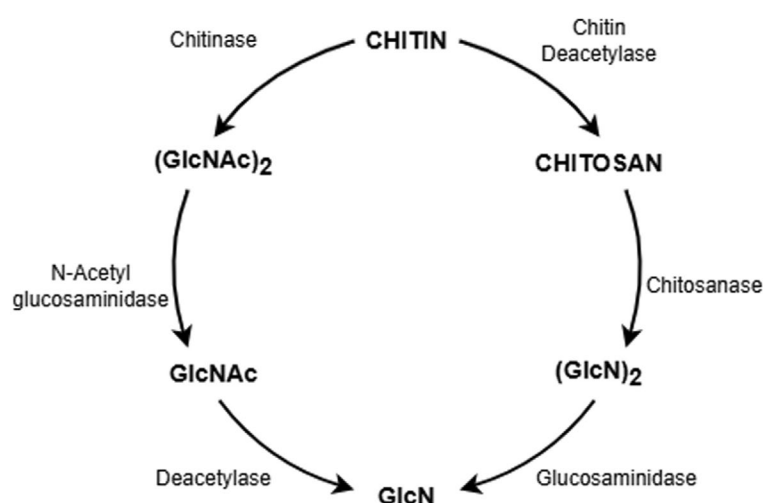 Chitinase
CHITIN
Chitin
Deacetylase
(GlcNAc)2
CHITOSAN
N-Acetyl
glucosaminidase
Chitosanase
GlcNAc
(GlcN)2
Deacetylase
GlcN
Glucosaminidase